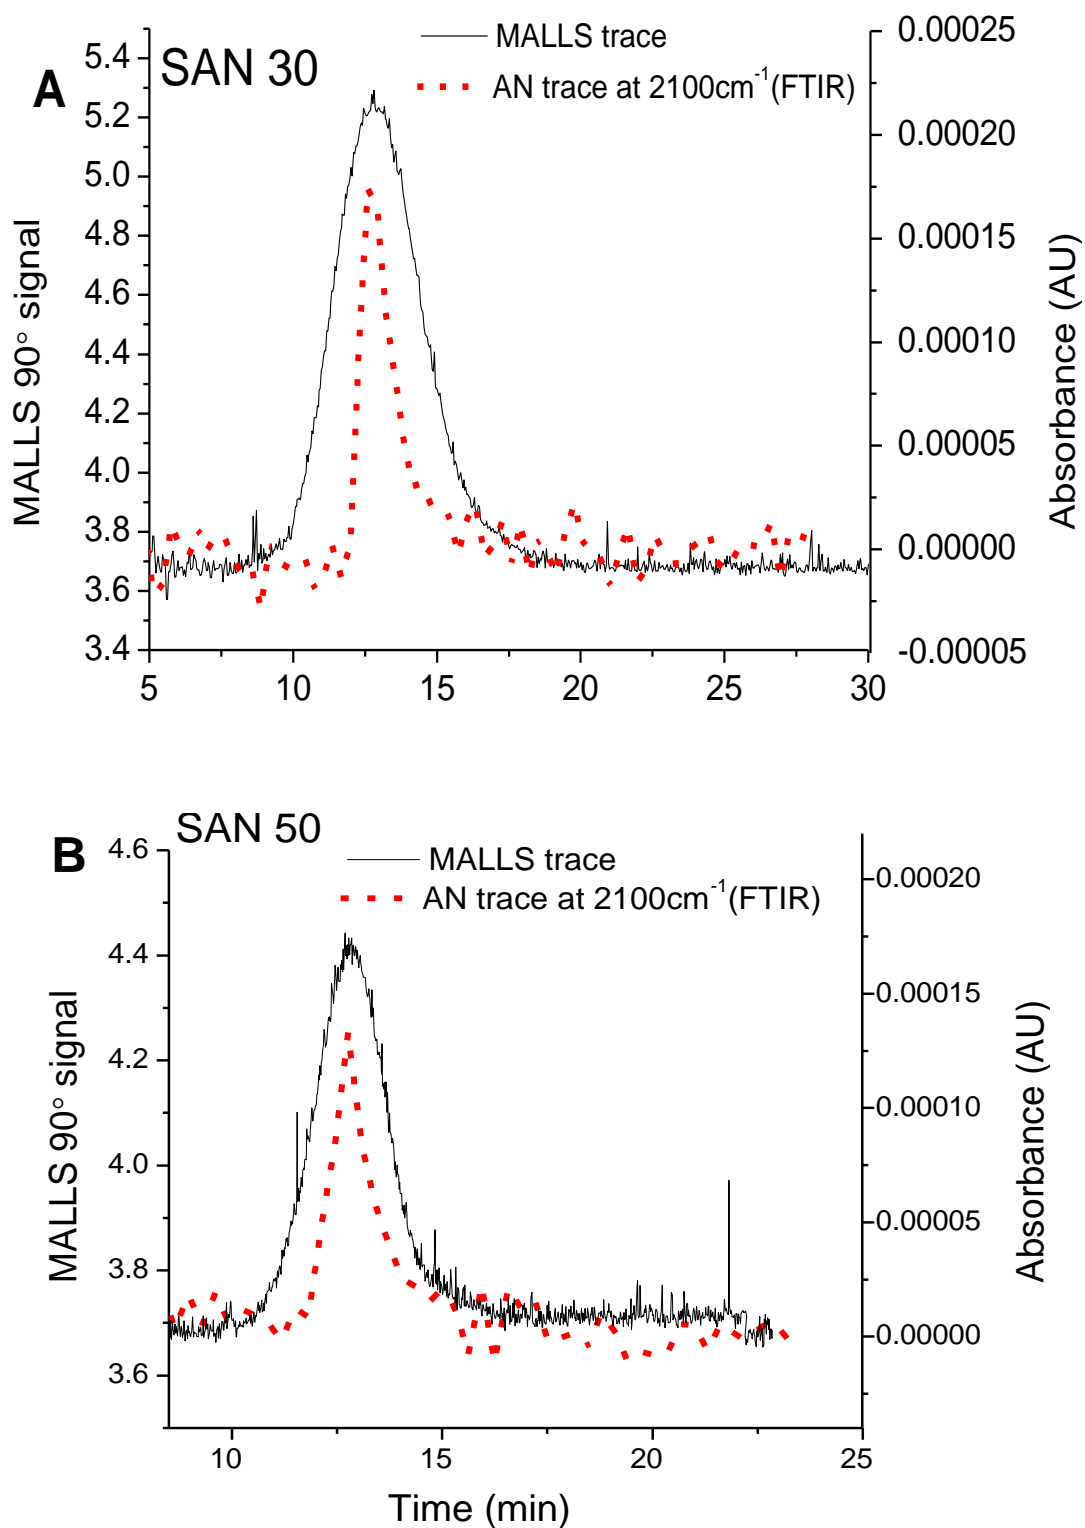 A
SAN 30
MALLS trace
AN trace at 2100cm⁻¹(FTIR)
MALLS 90° signal
5.4
5.2
5.0
4.8
4.6
4.4
4.2
4.0
3.8
3.6
3.4
0.00025
0.00020
0.00015
0.00010
0.00005
0.00000
-0.00005
Absorbance (AU)
5 10 15 20 25 30
B
SAN 50
MALLS trace
AN trace at 2100cm⁻¹(FTIR)
MALLS 90° signal
4.6
4.4
4.2
4.0
3.8
3.6
0.00020
0.00015
0.00010
0.00005
0.00000
Absorbance (AU)
10 15 20 25
Time (min)